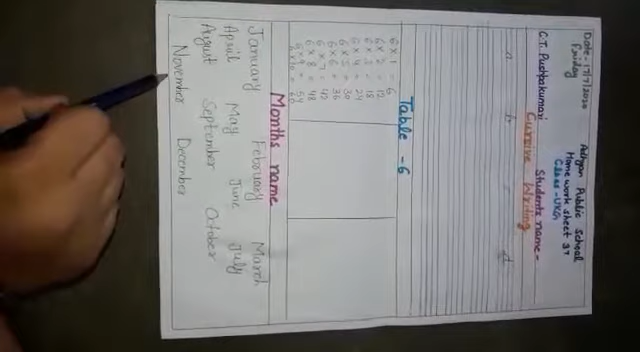 Date - 17/7/2020
Friday
Adhyan Public School
Home work sheet 37
Class - UKG
C.T. Pushpakumari
Students name -
Cursive Writing
a b c d
Table - 6
6 x 1 = 6
6 x 2 = 12
6 x 3 = 18
6 x 4 = 24
6 x 5 = 30
6 x 6 = 36
6 x 7 = 42
6 x 8 = 48
6 x 9 = 54
6 x 10 = 60
Months name
January February March
April May June July
August September October
November December